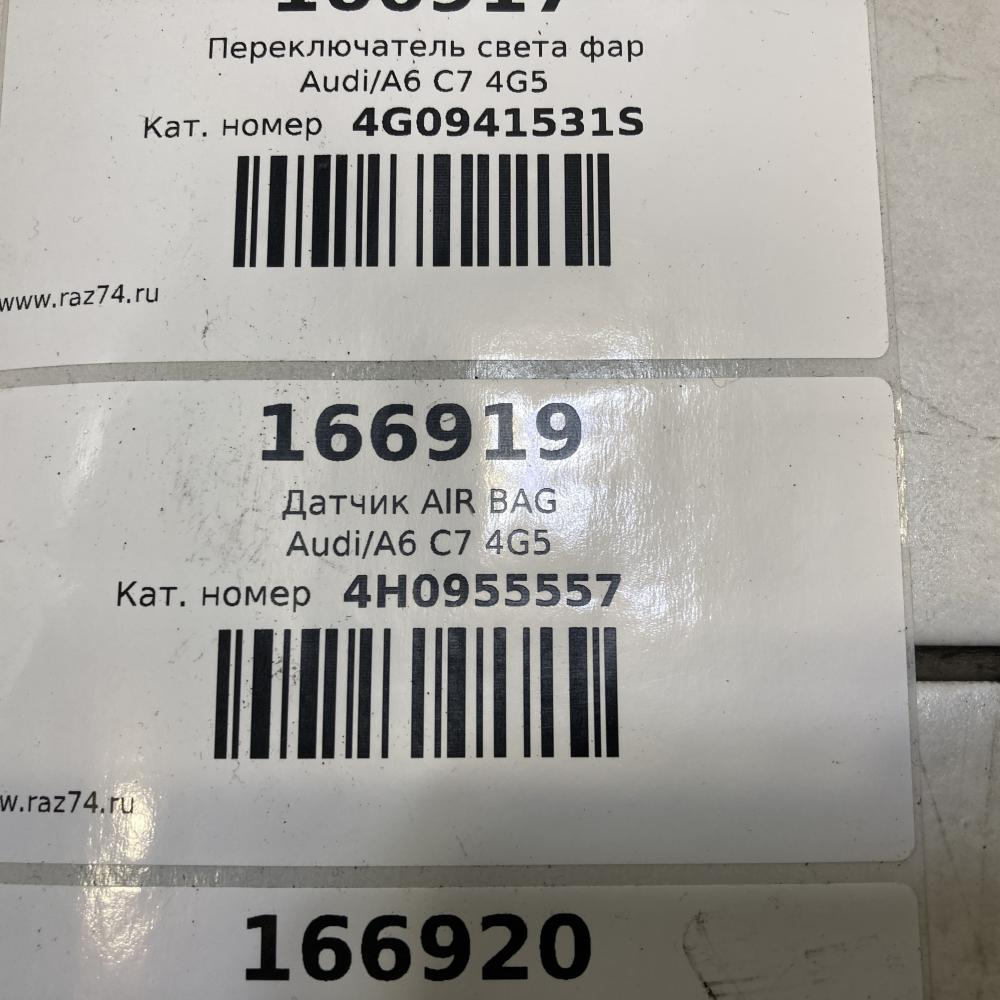 166917
Переключатель света фар
Audi/A6 C7 4G5
Кат. номер 4G0941531S
www.raz74.ru
166919
Датчик AIR BAG
Audi/A6 C7 4G5
Кат. номер 4H0955557
w.raz74.ru
166920